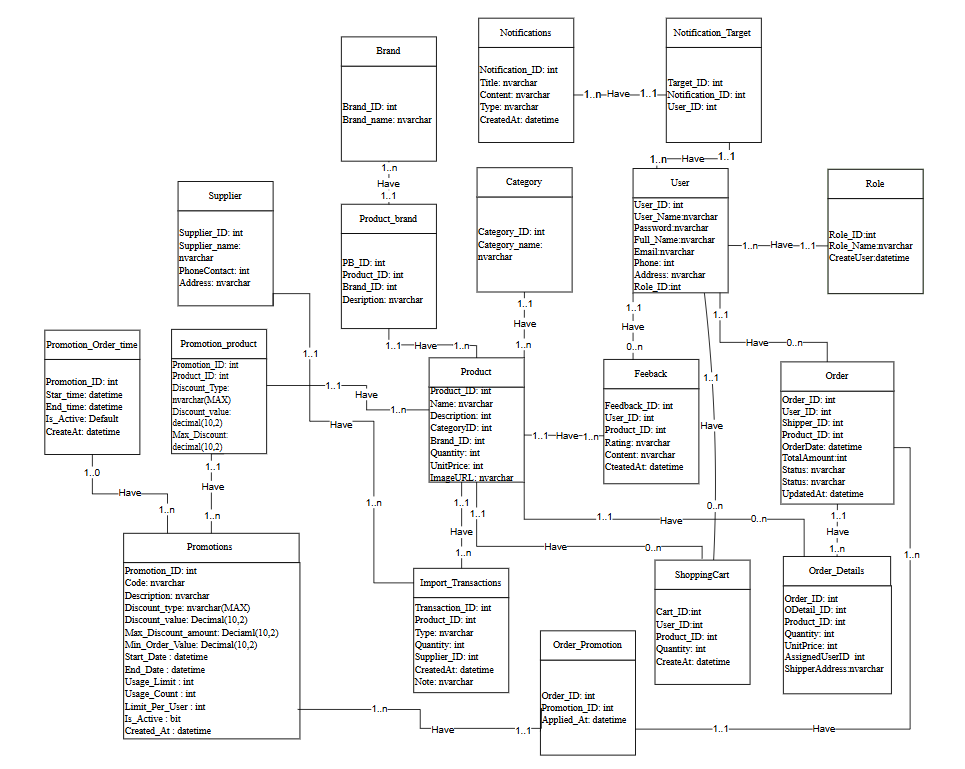 Brand
Brand_ID: int
Brand_name: nvarchar
Notifications
Notification_ID: int
Title: nvarchar
Content: nvarchar
Type: nvarchar
CreatedAt: datetime
1..n
Have
1..1
Notification_Target
Target_ID: int
Notification_ID: int
User_ID: int
1..n
Have
1..1
1..n
Have
1..1
Supplier
Supplier_ID: int
Supplier_name:
nvarchar
PhoneContact: int
Address: nvarchar
Product_brand
PB_ID: int
Product_ID: int
Brand_ID: int
Desription: nvarchar
Category
Category_ID: int
Category_name:
nvarchar
User
User_ID: int
User_Name:nvarchar
Password:nvarchar
Full_Name:nvarchar
Email:nvarchar
Phone: int
Address: nvarchar
Role_ID:int
1..n
Have
1..1
Role
Role_ID:int
Role_Name:nvarchar
CreateUser:datetime
1..1
Have
1..n
1..1
Have
0..n
1..1
Have
0..n
1..1
Have
0..n
Promotion_Order_time
Promotion_ID: int
Star_time: datetime
End_time: datetime
Is_Active: Default
CreateAt: datetime
Promotion_product
Promotion_ID: int
Product_ID: int
Discount_Type:
nvarchar(MAX)
Discount_value:
decimal(10,2)
Max_Discount:
decimal(10,2)
1..1
Have
1..n
1..1
Have
1..n
1..1
Have
1..n
Product
Product_ID: int
Name: nvarchar
Description: int
CategoryID: int
Brand_ID: int
Quantity: int
UnitPrice: int
ImageURL: nvarchar
1..1
Have
1..n
Feeback
Feedback_ID: int
User_ID: int
Product_ID: int
Rating: nvarchar
Content: nvarchar
CteatedAt: datetime
Order
Order_ID: int
User_ID: int
Shipper_ID: int
Product_ID: int
OrderDate: datetime
TotalAmount:int
Status: nvarchar
Status: nvarchar
UpdatedAt: datetime
1..0
Have
1..n
1..1
Have
1..n
1..1
Have
1..n
1..1
Have
0..n
1..1
Have
0..n
1..1
Have
1..n
1..n
Promotions
Promotion_ID: int
Code: nvarchar
Description: nvarchar
Discount_type: nvarchar(MAX)
Discount_value: Decimal(10,2)
Max_Discount_amount: Deciaml(10,2)
Min_Order_Value: Decimal(10,2)
Start_Date : datetime
End_Date : datetime
Usage_Limit : int
Usage_Count : int
Limit_Per_User : int
Is_Active : bit
Created_At : datetime
Import_Transactions
Transaction_ID: int
Product_ID: int
Type: nvarchar
Quantity: int
Supplier_ID: int
CreatedAt: datetime
Note: nvarchar
ShoppingCart
Cart_ID:int
User_ID:int
Product_ID: int
Quantity: int
CreateAt: datetime
Order_Details
Order_ID: int
ODetail_ID: int
Product_ID: int
Quantity: int
UnitPrice: int
AssignedUserID int
ShipperAddress:nvarchar
Order_Promotion
Order_ID: int
Promotion_ID: int
Applied_At: datetime
1..n
Have
1..1
1..1
Have